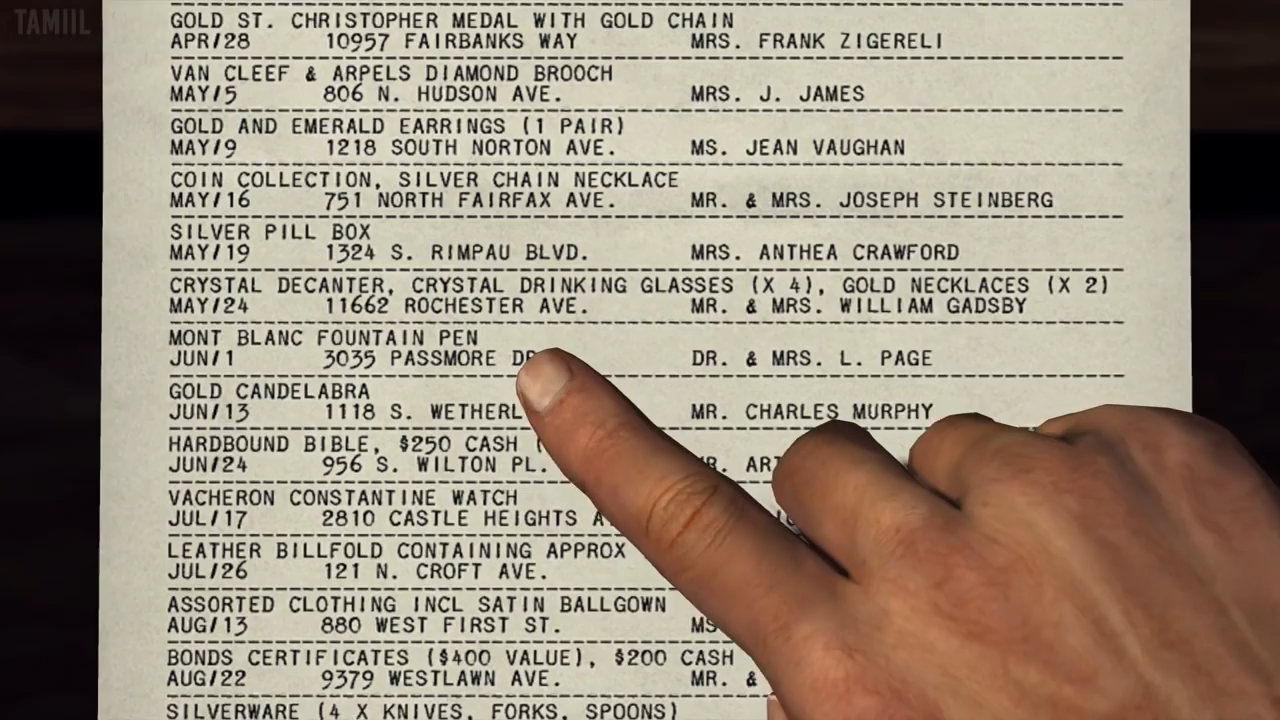 TAMIIL
GOLD ST. CHRISTOPHER MEDAL WITH GOLD CHAIN
APR/28 10957 FAIRBANKS WAY MRS. FRANK ZIGERELI
VAN CLEEF & ARPELS DIAMOND BROOCH
MAY/5 806 N. HUDSON AVE. MRS. J. JAMES
GOLD AND EMERALD EARRINGS (1 PAIR)
MAY/9 1218 SOUTH NORTON AVE. MS. JEAN VAUGHAN
COIN COLLECTION, SILVER CHAIN NECKLACE
MAY/16 751 NORTH FAIRFAX AVE. MR. & MRS. JOSEPH STEINBERG
SILVER PILL BOX
MAY/19 1324 S. RIMPAU BLVD. MRS. ANTHEA CRAWFORD
CRYSTAL DECANTER, CRYSTAL DRINKING GLASSES (X 4), GOLD NECKLACES (X 2)
MAY/24 11662 ROCHESTER AVE. MR. & MRS. WILLIAM GADSBY
MONT BLANC FOUNTAIN PEN
JUN/1 3035 PASSMORE DR DR. & MRS. L. PAGE
GOLD CANDELABRA
JUN/13 1118 S. WETHERL MR. CHARLES MURPHY
HARDBOUND BIBLE, $250 CASH (
JUN/24 956 S. WILTON PL.
VACHERON CONSTANTINE WATCH
JUL/17 2810 CASTLE HEIGHTS
LEATHER BILLFOLD CONTAINING APPROX
JUL/26 121 N. CROFT AVE.
ASSORTED CLOTHING INCL SATIN BALLGOWN
AUG/13 880 WEST FIRST ST. MS
BONDS CERTIFICATES ($400 VALUE), $200 CASH
AUG/22 9379 WESTLAWN AVE. MR. &
SILVERWARE (4 X KNIVES, FORKS, SPOONS)